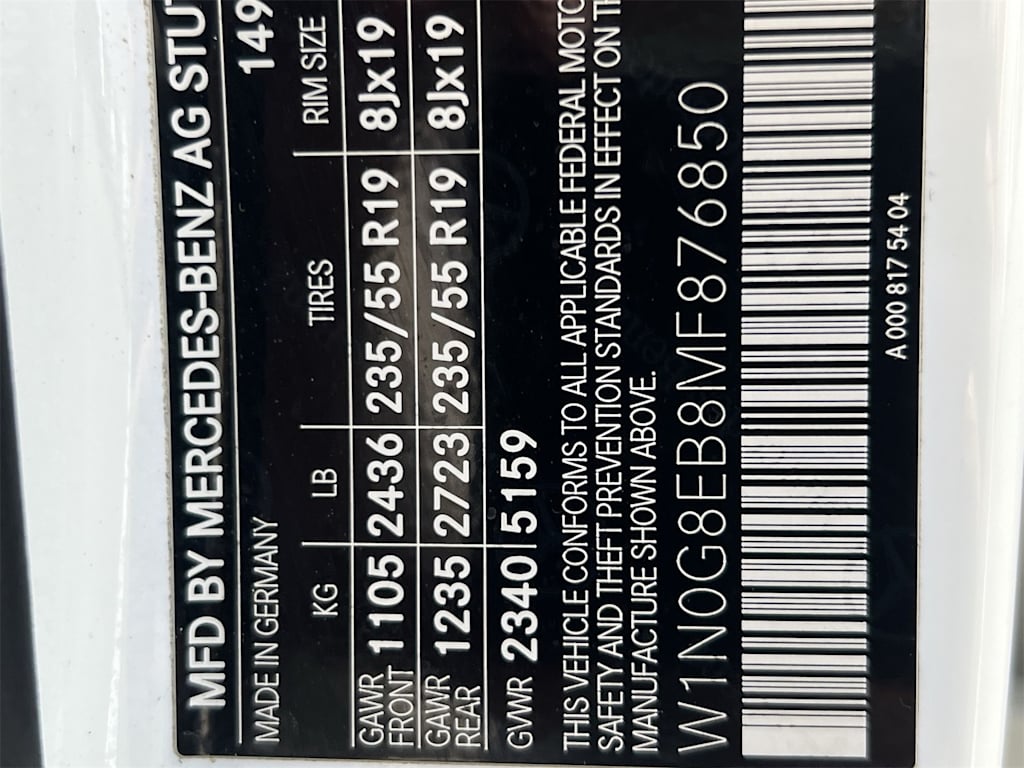 MFD BY MERCEDES-BENZ AG STUT
MADE IN GERMANY 149
KG LB TIRES RIM SIZE
GAWR FRONT 1105 2436 235/55 R19 8Jx19
GAWR REAR 1235 2723 235/55 R19 8Jx19
GVWR 2340 5159
THIS VEHICLE CONFORMS TO ALL APPLICABLE FEDERAL MOTO
SAFETY AND THEFT PREVENTION STANDARDS IN EFFECT ON TH
MANUFACTURE SHOWN ABOVE.
W1N0G8EB8MF876850
A 000 817 54 04